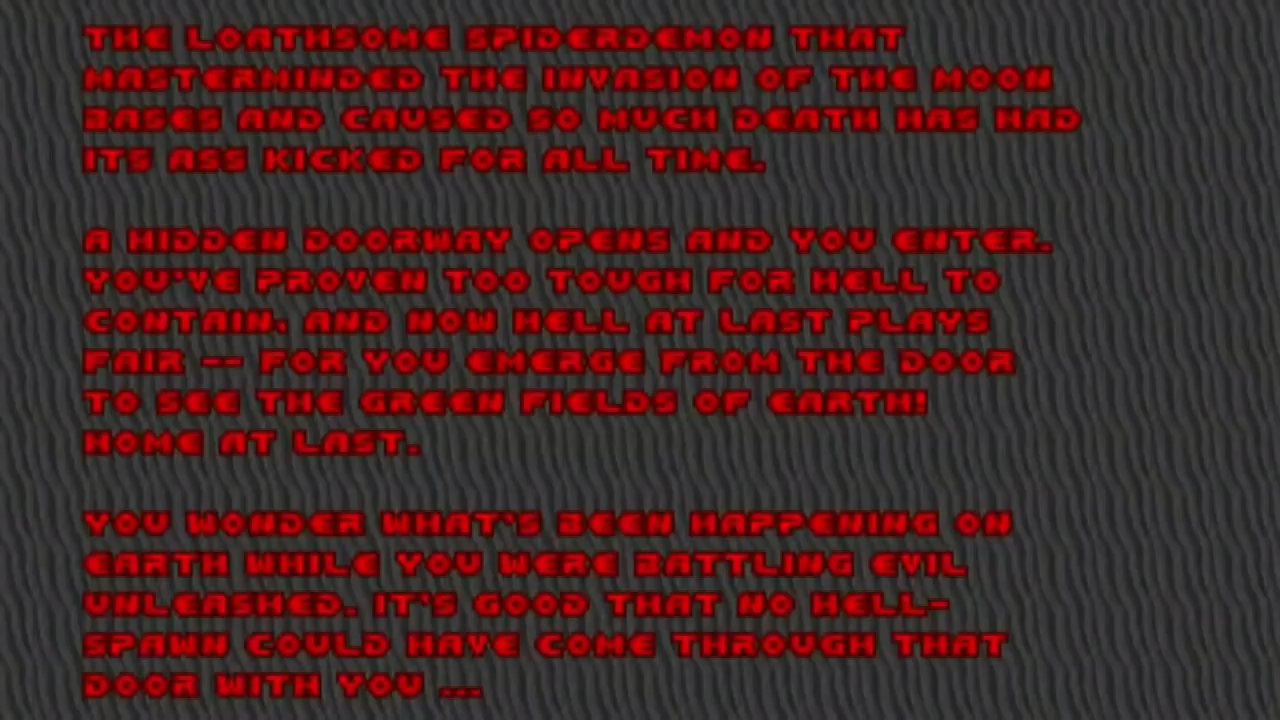 THE LOATHSOME SPIDERDEMON THAT
MASTERMINDED THE INVASION OF THE MOON
BASES AND CAUSED SO MUCH DEATH HAS HAD
ITS ASS KICKED FOR ALL TIME.
A HIDDEN DOORWAY OPENS AND YOU ENTER.
YOU'VE PROVEN TOO TOUGH FOR HELL TO
CONTAIN, AND NOW HELL AT LAST PLAYS
FAIR -- FOR YOU EMERGE FROM THE DOOR
TO SEE THE GREEN FIELDS OF EARTH!
HOME AT LAST.
YOU WONDER WHAT'S BEEN HAPPENING ON
EARTH WHILE YOU WERE BATTLING EVIL
UNLEASHED. IT'S GOOD THAT NO HELL-
SPAWN COULD HAVE COME THROUGH THAT
DOOR WITH YOU ...